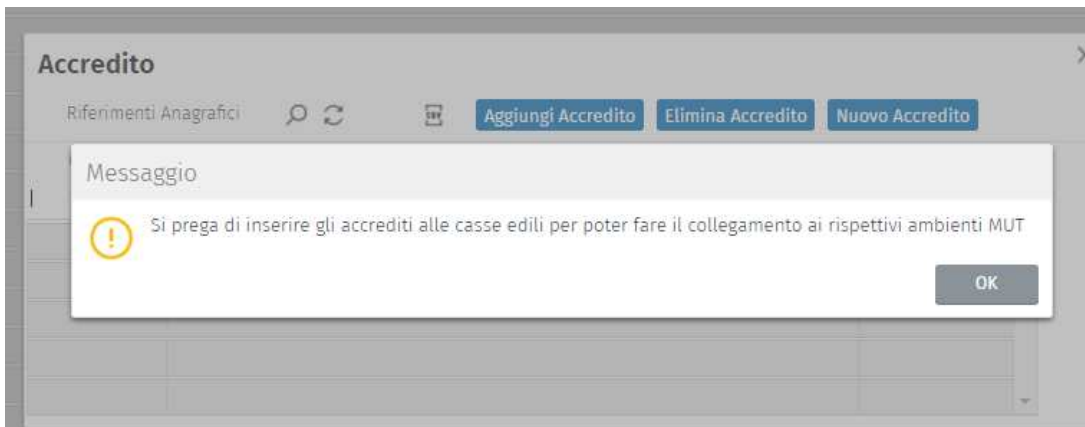 Accredito
Riferimenti Anagrafici Aggiungi Accredito Elimina Accredito Nuovo Accredito
Messaggio
Si prega di inserire gli accrediti alle casse edili per poter fare il collegamento ai rispettivi ambienti MUT
OK